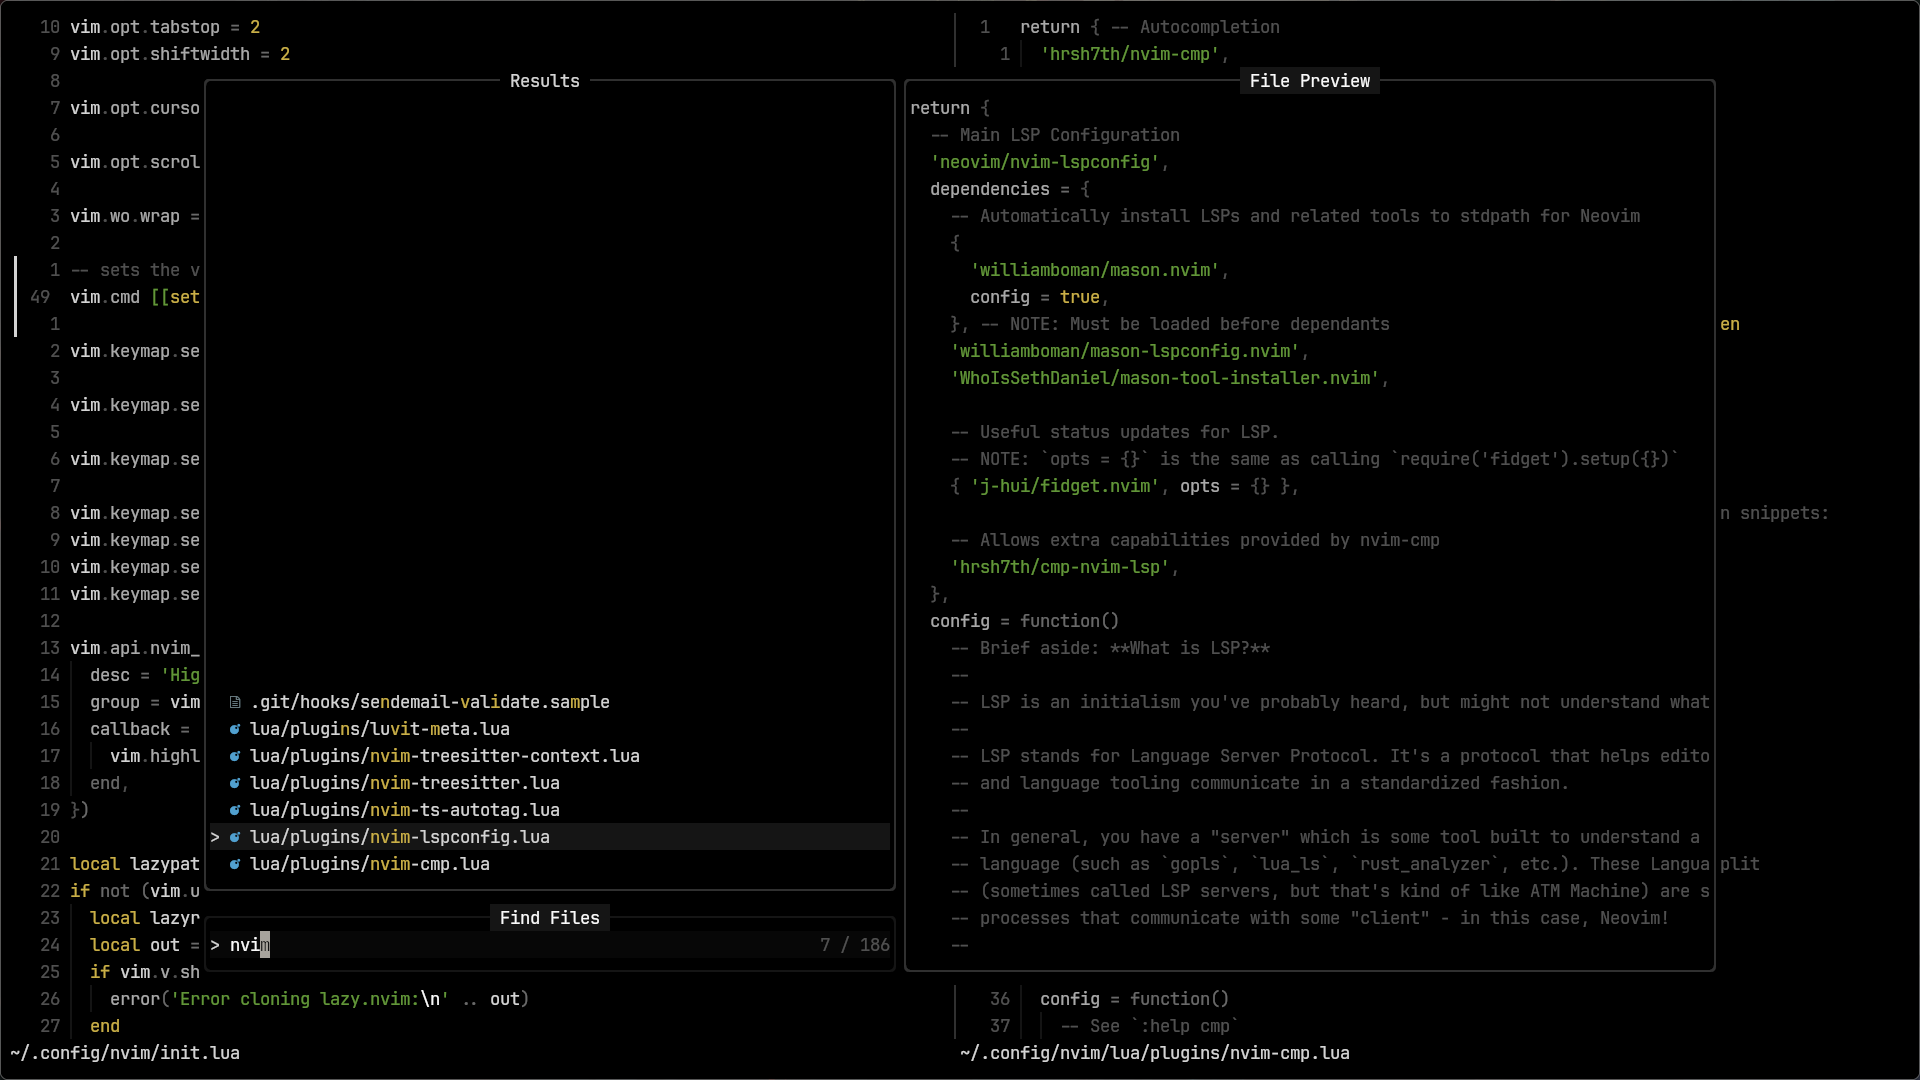 10 vim.opt.tabstop = 2
9 vim.opt.shiftwidth = 2
8
7 vim.opt.curso
6
5 vim.opt.scrol
4
3 vim.wo.wrap =
2
1 -- sets the v
49 vim.cmd [[set
1
2 vim.keymap.se
3
4 vim.keymap.se
5
6 vim.keymap.se
7
8 vim.keymap.se
9 vim.keymap.se
10 vim.keymap.se
11 vim.keymap.se
12
13 vim.api.nvim_
14 desc = 'Hig
15 group = vim
16 callback =
17 vim.highl
18 end,
19 })
20
21 local lazypat
22 if not (vim.u
23 local lazyr
24 local out =
25 if vim.v.sh
26 error('Error cloning lazy.nvim:\n' .. out)
27 end
~/.config/nvim/init.lua
Results
.git/hooks/sendemail-validate.sample
lua/plugins/luvit-meta.lua
lua/plugins/nvim-treesitter-context.lua
lua/plugins/nvim-treesitter.lua
lua/plugins/nvim-ts-autotag.lua
> lua/plugins/nvim-lspconfig.lua
lua/plugins/nvim-cmp.lua
Find Files
> nvim 7 / 186
1 return { -- Autocompletion
1 'hrsh7th/nvim-cmp',
File Preview
return {
-- Main LSP Configuration
'neovim/nvim-lspconfig',
dependencies = {
-- Automatically install LSPs and related tools to stdpath for Neovim
{
'williamboman/mason.nvim',
config = true,
}, -- NOTE: Must be loaded before dependants
'williamboman/mason-lspconfig.nvim',
'WhoIsSethDaniel/mason-tool-installer.nvim',
-- Useful status updates for LSP.
-- NOTE: `opts = {}` is the same as calling `require('fidget').setup({})`
{ 'j-hui/fidget.nvim', opts = {} },
-- Allows extra capabilities provided by nvim-cmp
'hrsh7th/cmp-nvim-lsp',
},
config = function()
-- Brief aside: **What is LSP?**
--
-- LSP is an initialism you've probably heard, but might not understand what
--
-- LSP stands for Language Server Protocol. It's a protocol that helps edito
-- and language tooling communicate in a standardized fashion.
--
-- In general, you have a "server" which is some tool built to understand a
-- language (such as `gopls`, `lua_ls`, `rust_analyzer`, etc.). These Langua
-- (sometimes called LSP servers, but that's kind of like ATM Machine) are s
-- processes that communicate with some "client" - in this case, Neovim!
--
en
n snippets:
plit
36 config = function()
37 -- See `:help cmp`
~/.config/nvim/lua/plugins/nvim-cmp.lua